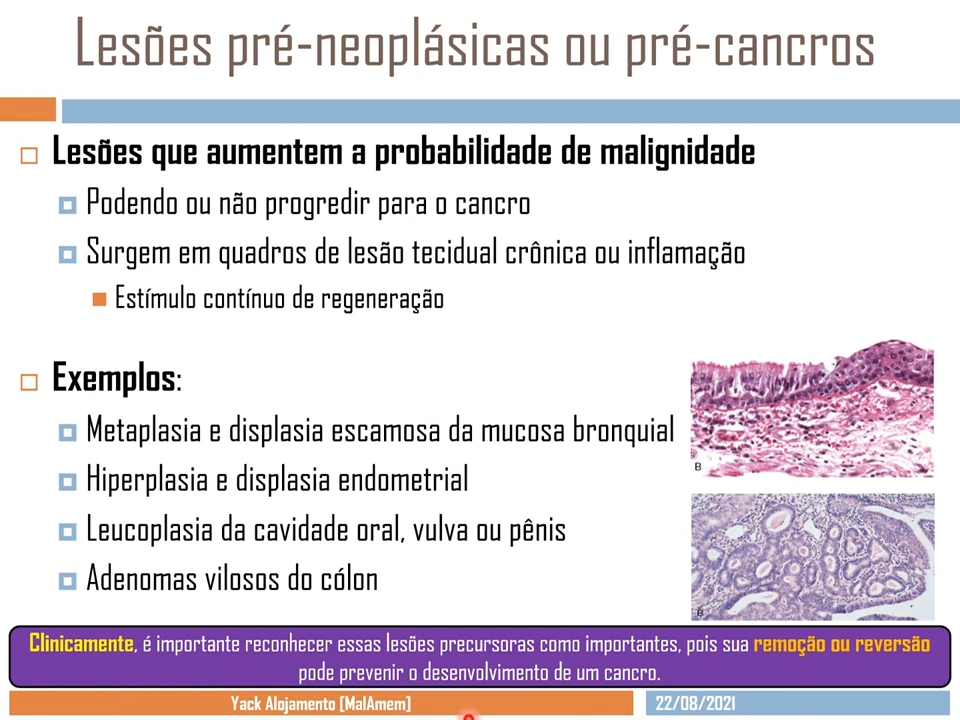 Lesões pré-neoplásicas ou pré-cancros
Lesões que aumentem a probabilidade de malignidade
Podendo ou não progredir para o cancro
Surgem em quadros de lesão tecidual crônica ou inflamação
Estímulo contínuo de regeneração
Exemplos:
Metaplasia e displasia escamosa da mucosa bronquial
Hiperplasia e displasia endometrial
Leucoplasia da cavidade oral, vulva ou pênis
Adenomas vilosos do cólon
B
B
Clinicamente, é importante reconhecer essas lesões precursoras como importantes, pois sua remoção ou reversão
pode prevenir o desenvolvimento de um cancro.
Yack Alojamento [MalAmem]
22/08/2021